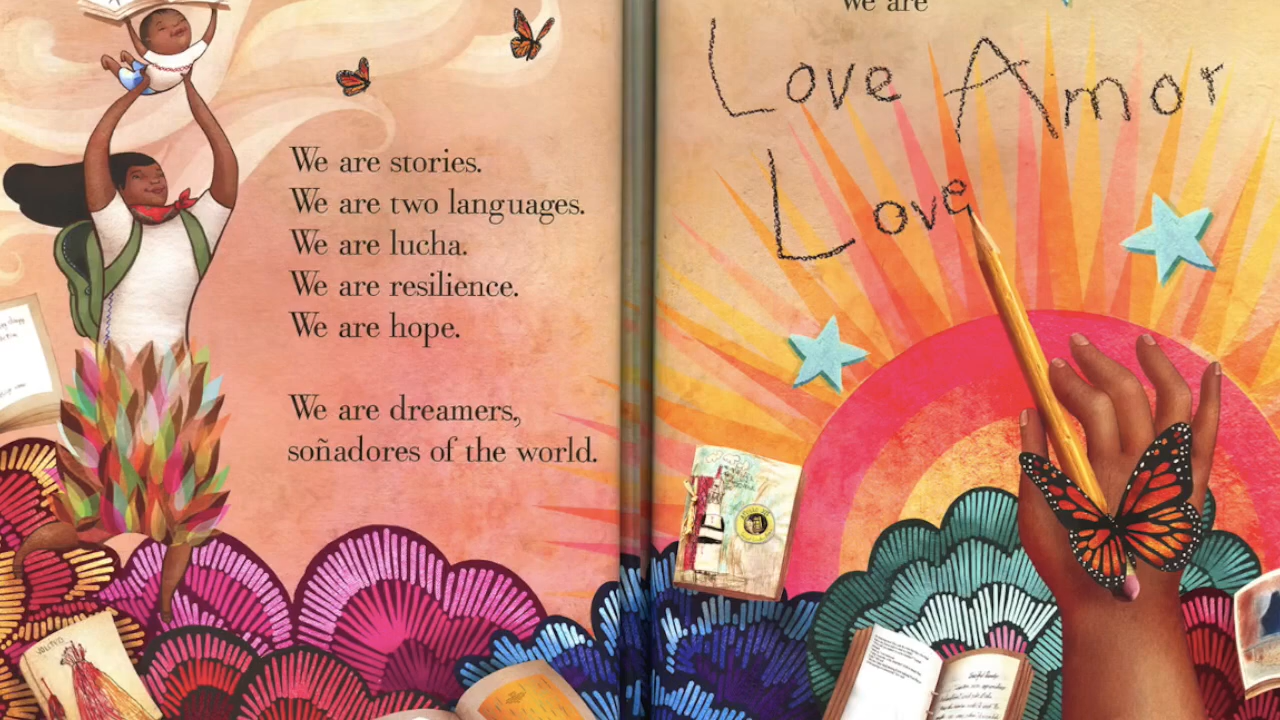 We are stories.
We are two languages.
We are lucha.
We are resilience.
We are hope.
We are dreamers,
soñadores of the world.
we are
Love Amor
Love